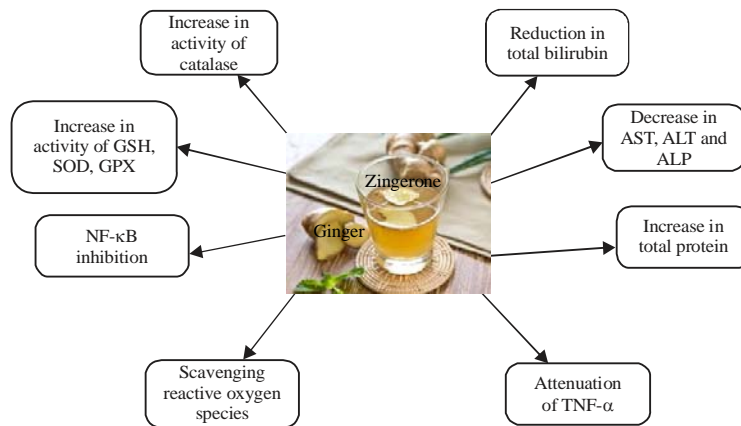 Increase in
activity of
catalase
Reduction in
total bilirubin
Increase in
activity of GSH,
SOD, GPX
Decrease in
AST, ALT and
ALP
Zingerone
Ginger
NF-κB
inhibition
Increase in
total protein
Scavenging
reactive oxygen
species
Attenuation
of TNF-α